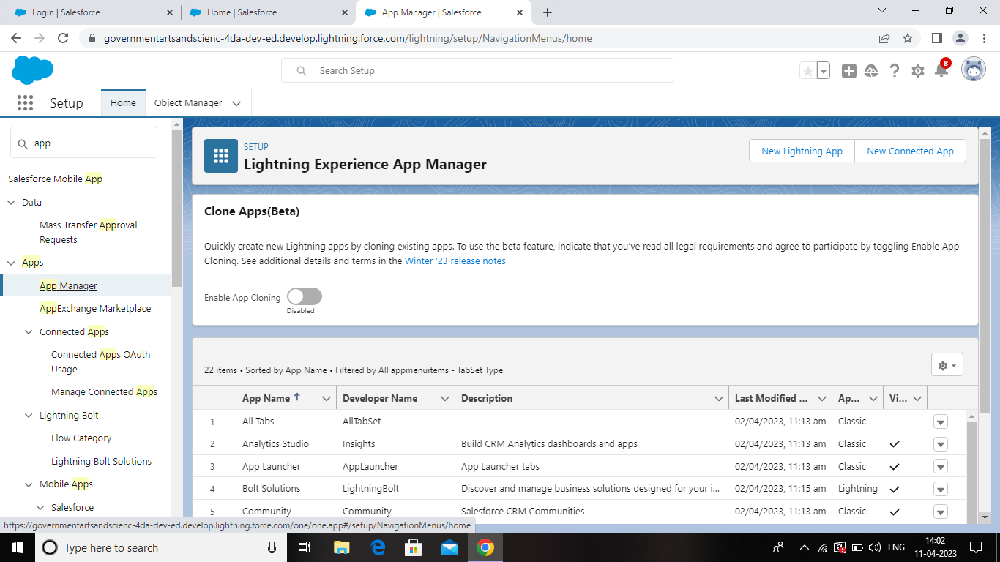 Login | Salesforce
Home | Salesforce
App Manager | Salesforce
governmentartsandscienc-4da-dev-ed.develop.lightning.force.com/lightning/setup/NavigationMenus/home
Search Setup
8
Setup
Home
Object Manager
app
Salesforce Mobile App
Data
Mass Transfer Approval
Requests
Apps
App Manager
AppExchange Marketplace
Connected Apps
Connected Apps OAuth
Usage
Manage Connected Apps
Lightning Bolt
Flow Category
Lightning Bolt Solutions
Mobile Apps
Salesforce
SETUP
Lightning Experience App Manager
New Lightning App
New Connected App
Clone Apps(Beta)
Quickly create new Lightning apps by cloning existing apps. To use the beta feature, indicate that you've read all legal requirements and agree to participate by toggling Enable App
Cloning. See additional details and terms in the Winter '23 release notes
Enable App Cloning
Disabled
22 items • Sorted by App Name • Filtered by All appmenuitems - TabSet Type
App Name Developer Name Description Last Modified ... Ap... Vi...
1 All Tabs AllTabSet 02/04/2023, 11:13 am Classic
2 Analytics Studio Insights Build CRM Analytics dashboards and apps 02/04/2023, 11:13 am Classic
3 App Launcher AppLauncher App Launcher tabs 02/04/2023, 11:13 am Classic
4 Bolt Solutions LightningBolt Discover and manage business solutions designed for your i... 02/04/2023, 11:15 am Lightning
5 Community Community Salesforce CRM Communities 02/04/2023, 11:13 am Classic
https://governmentartsandscienc-4da-dev-ed.develop.lightning.force.com/one/one.app#/setup/NavigationMenus/home
Type here to search
ENG
14:02
11-04-2023